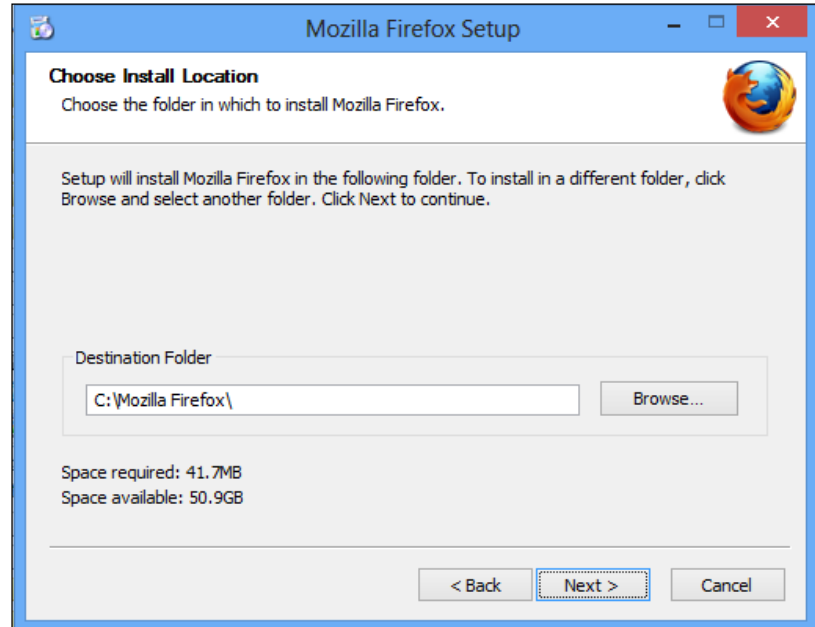 Mozilla Firefox Setup
Choose Install Location
Choose the folder in which to install Mozilla Firefox.
Setup will install Mozilla Firefox in the following folder. To install in a different folder, click
Browse and select another folder. Click Next to continue.
Destination Folder
C:\Mozilla Firefox\
Browse...
Space required: 41.7MB
Space available: 50.9GB
< Back
Next >
Cancel